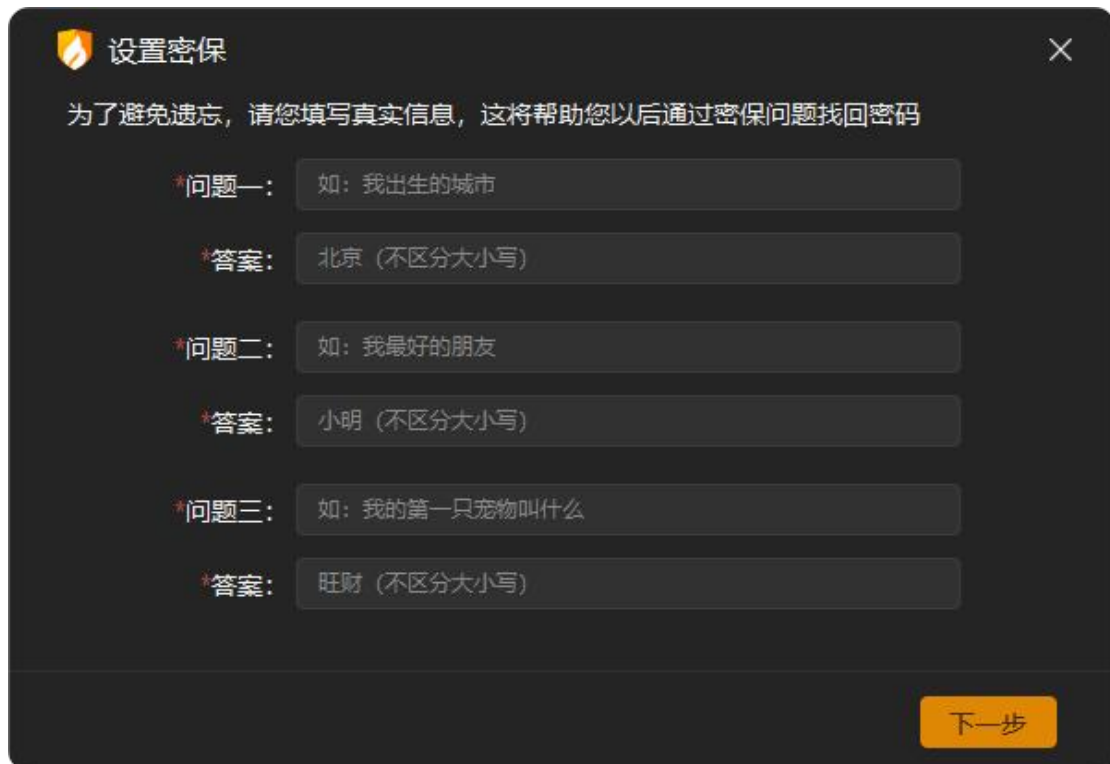 设置密保
为了避免遗忘，请您填写真实信息，这将帮助您以后通过密保问题找回密码
*问题一： 如：我出生的城市
*答案： 北京（不区分大小写）
*问题二： 如：我最好的朋友
*答案： 小明（不区分大小写）
*问题三： 如：我的第一只宠物叫什么
*答案： 旺财（不区分大小写）
下一步